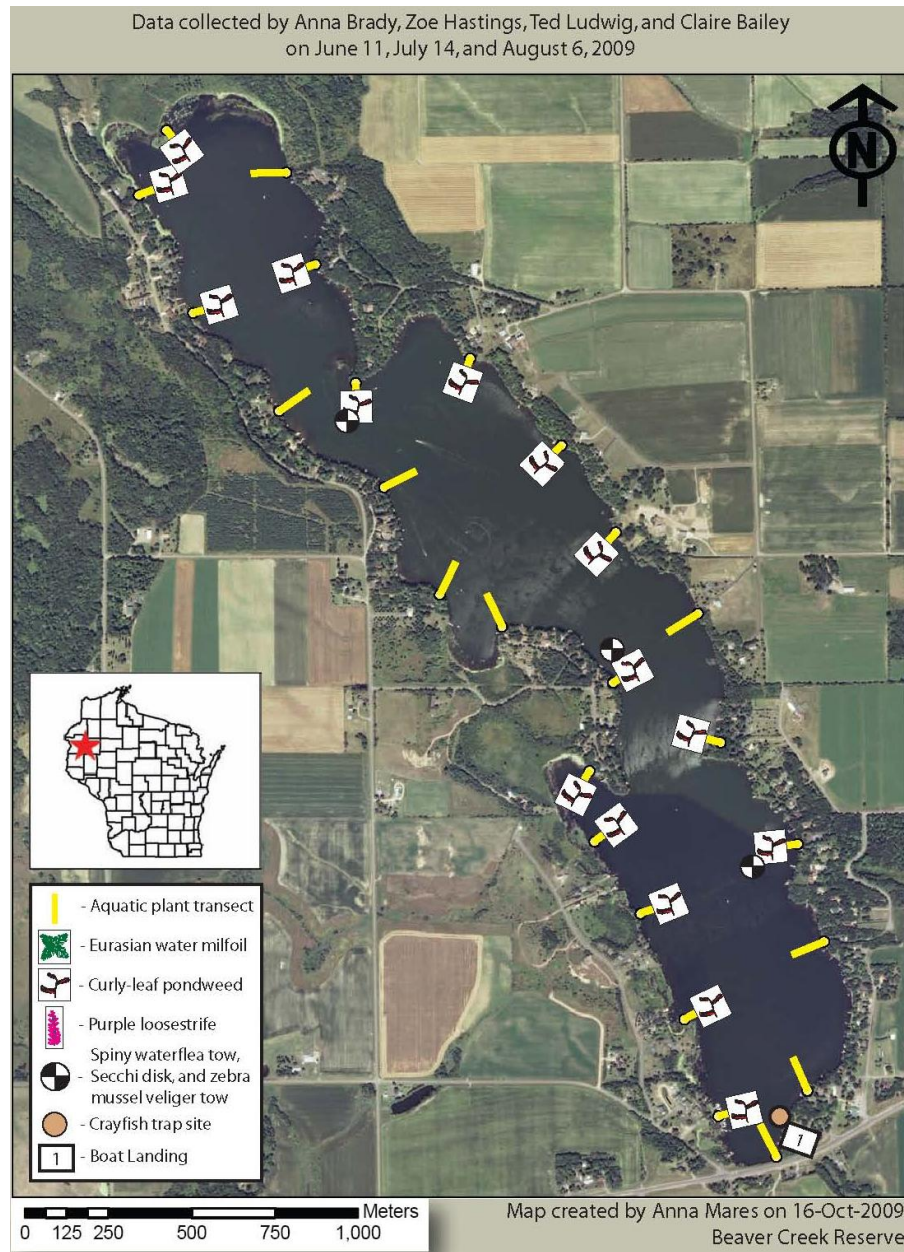 Data collected by Anna Brady, Zoe Hastings, Ted Ludwig, and Claire Bailey
on June 11, July 14, and August 6, 2009
N
- Aquatic plant transect
- Eurasian water milfoil
- Curly-leaf pondweed
- Purple loosestrife
Spiny waterflea tow,
- Secchi disk, and zebra
mussel veliger tow
- Crayfish trap site
1 - Boat Landing
1
Meters
0 125 250 500 750 1,000
Map created by Anna Mares on 16-Oct-2009
Beaver Creek Reserve